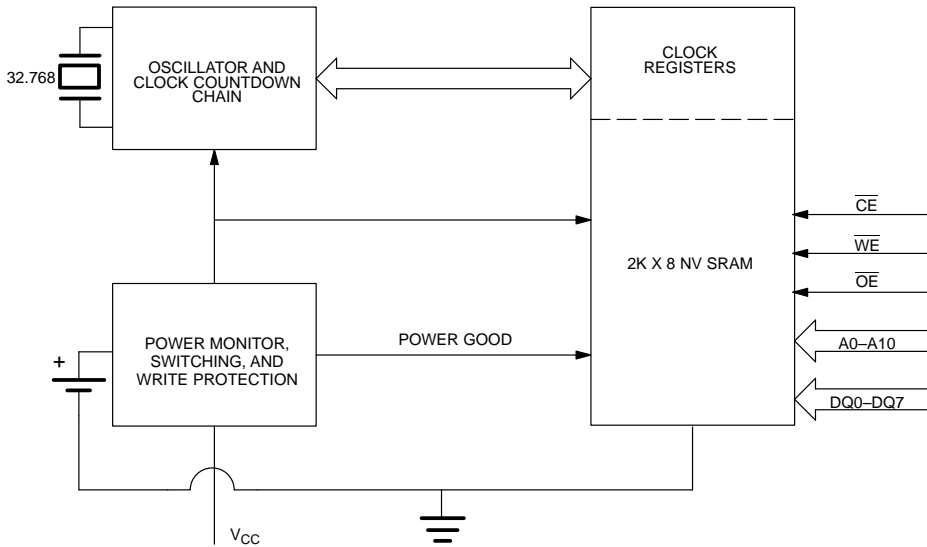 32.768
OSCILLATOR AND
CLOCK COUNTDOWN
CHAIN
CLOCK
REGISTERS
2K X 8 NV SRAM
CE
WE
OE
A0–A10
DQ0–DQ7
POWER MONITOR,
SWITCHING, AND
WRITE PROTECTION
POWER GOOD
+
VCC